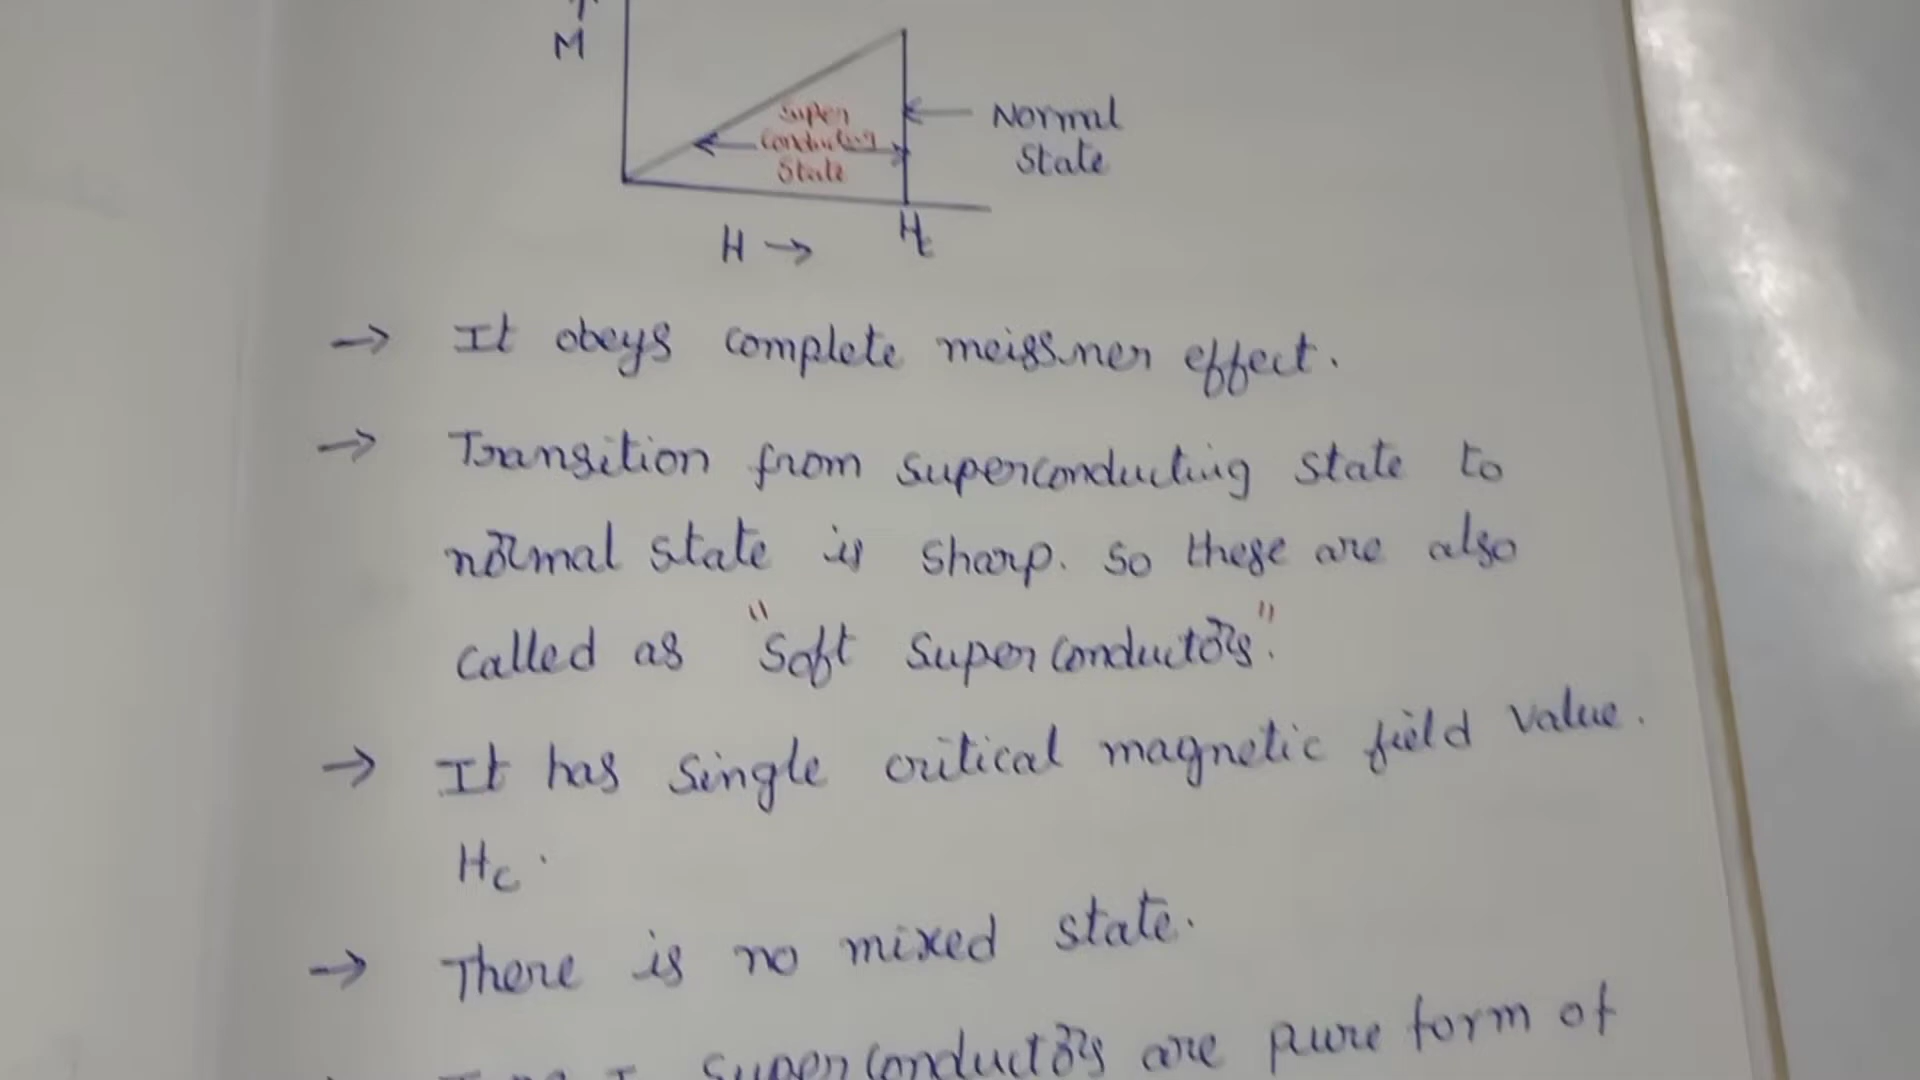 M
Super
Conducting
State
Normal
State
H →
Hc
→ It obeys complete meissner effect.
→ Transition from superconducting state to
normal state is sharp. so these are also
called as "Soft Superconductors".
→ It has single critical magnetic field value.
Hc.
→ There is no mixed state.
I superconductors are pure form of